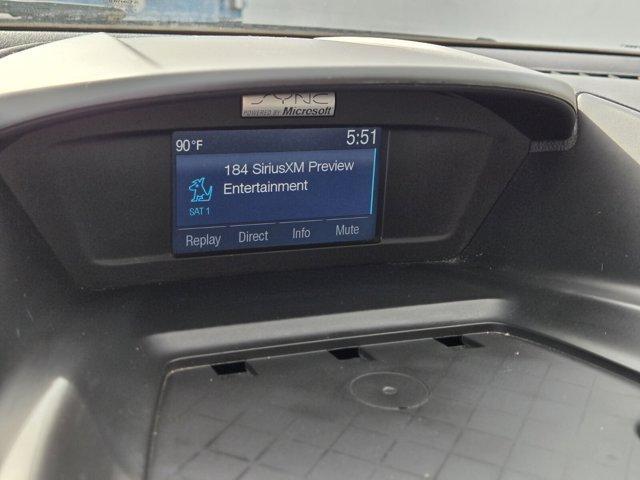 SYNC
POWERED BY Microsoft
90°F 5:51
184 SiriusXM Preview
Entertainment
SAT 1
Replay Direct Info Mute